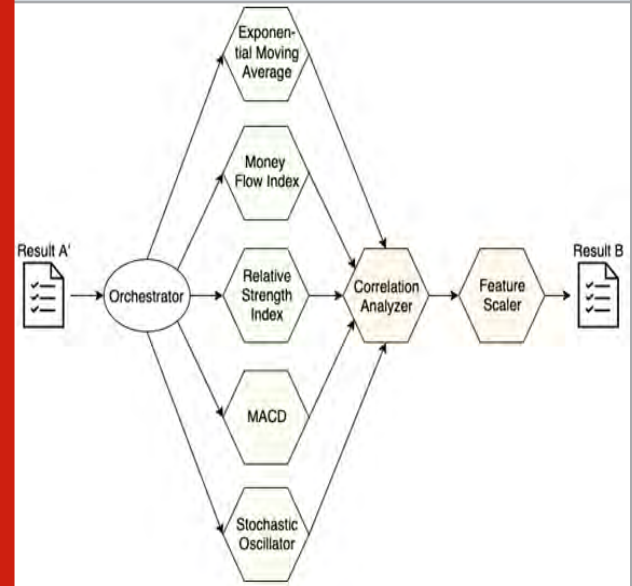 Exponen-
tial Moving
Average
Money
Flow Index
Result A'
Orchestrator
Relative
Strength
Index
Correlation
Analyzer
Feature
Scaler
Result B
MACD
Stochastic
Oscillator